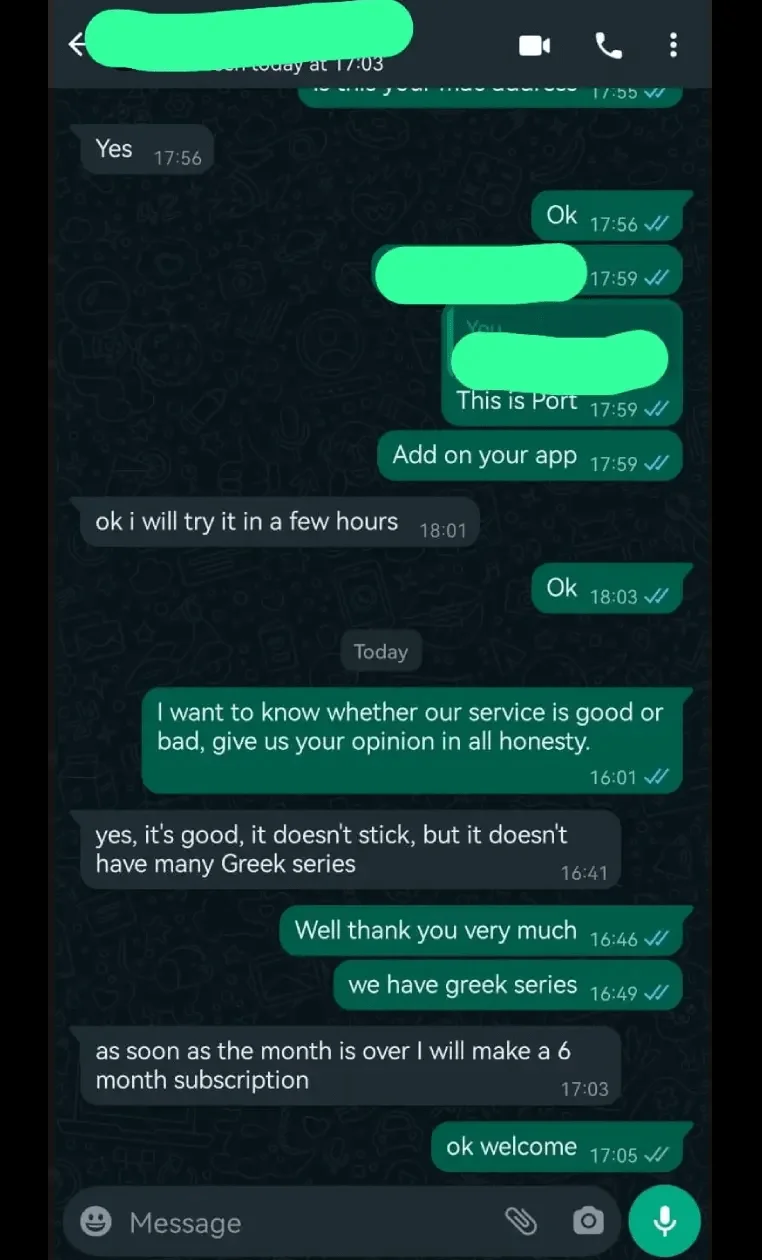 today at 17:03
17:55
Yes 17:56
Ok 17:56
17:59
You
This is Port 17:59
Add on your app 17:59
ok i will try it in a few hours 18:01
Ok 18:03
Today
I want to know whether our service is good or
bad, give us your opinion in all honesty.
16:01
yes, it's good, it doesn't stick, but it doesn't
have many Greek series
16:41
Well thank you very much 16:46
we have greek series 16:49
as soon as the month is over I will make a 6
month subscription
17:03
ok welcome 17:05
Message